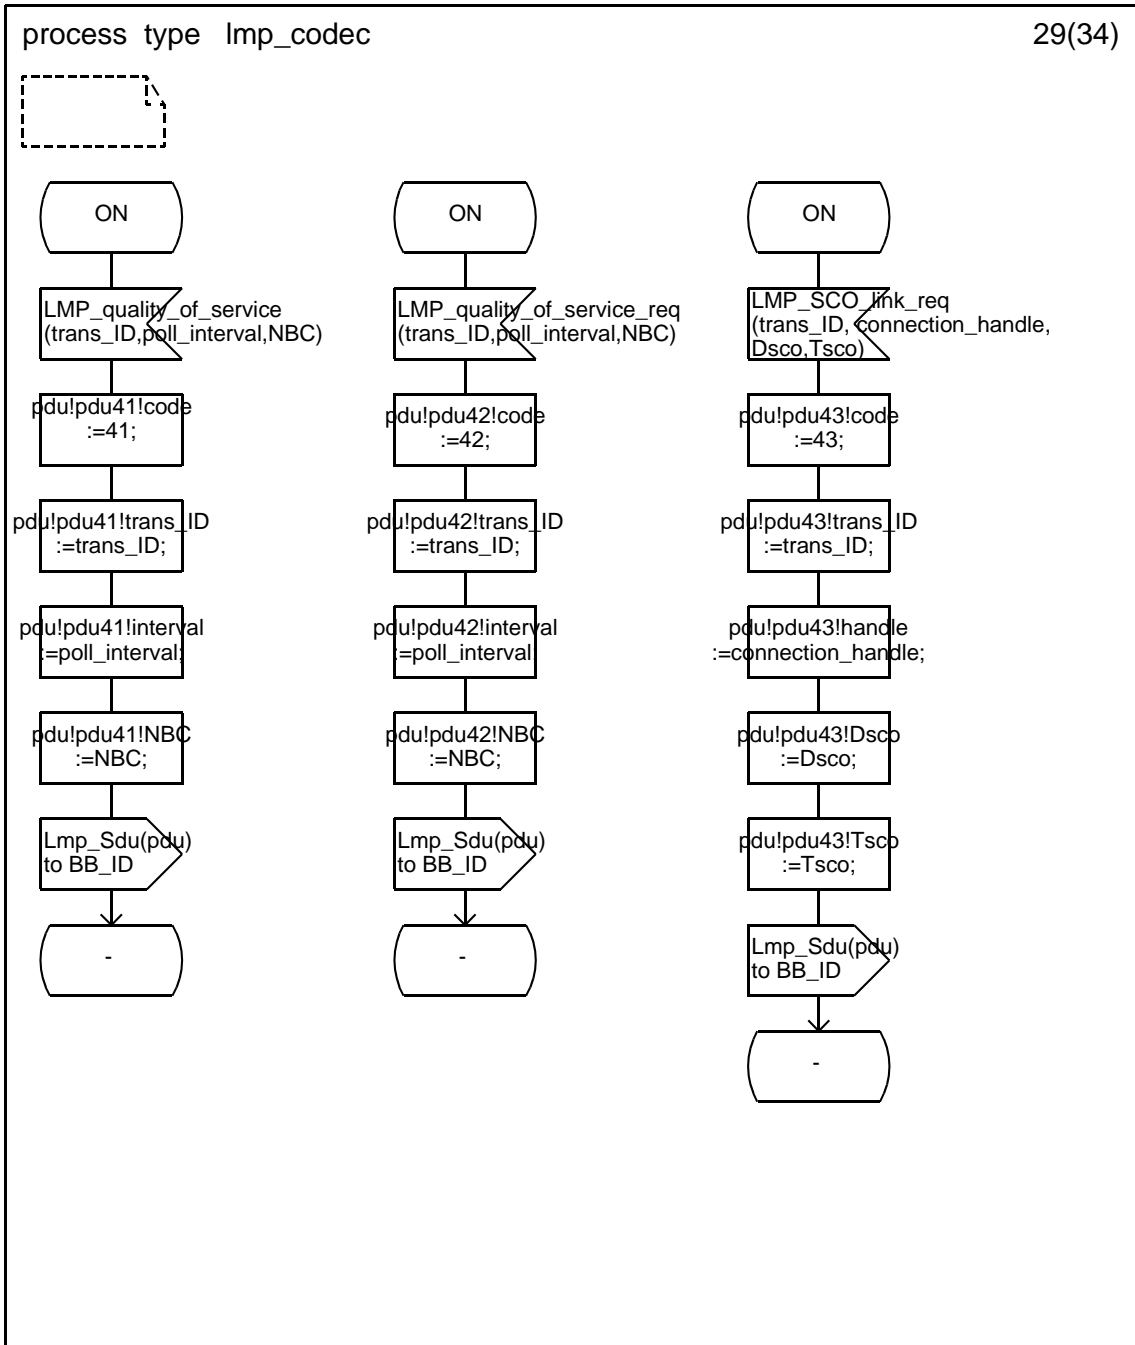 process type lmp_codec
29(34)
ON
LMP_quality_of_service
(trans_ID,poll_interval,NBC)
pdu!pdu41!code
:=41;
pdu!pdu41!trans_ID
:=trans_ID;
pdu!pdu41!interval
:=poll_interval;
pdu!pdu41!NBC
:=NBC;
Lmp_Sdu(pdu)
to BB_ID
-
ON
LMP_quality_of_service_req
(trans_ID,poll_interval,NBC)
pdu!pdu42!code
:=42;
pdu!pdu42!trans_ID
:=trans_ID;
pdu!pdu42!interval
:=poll_interval;
pdu!pdu42!NBC
:=NBC;
Lmp_Sdu(pdu)
to BB_ID
-
ON
LMP_SCO_link_req
(trans_ID, connection_handle,
Dsco,Tsco)
pdu!pdu43!code
:=43;
pdu!pdu43!trans_ID
:=trans_ID;
pdu!pdu43!handle
:=connection_handle;
pdu!pdu43!Dsco
:=Dsco;
pdu!pdu43!Tsco
:=Tsco;
Lmp_Sdu(pdu)
to BB_ID
-